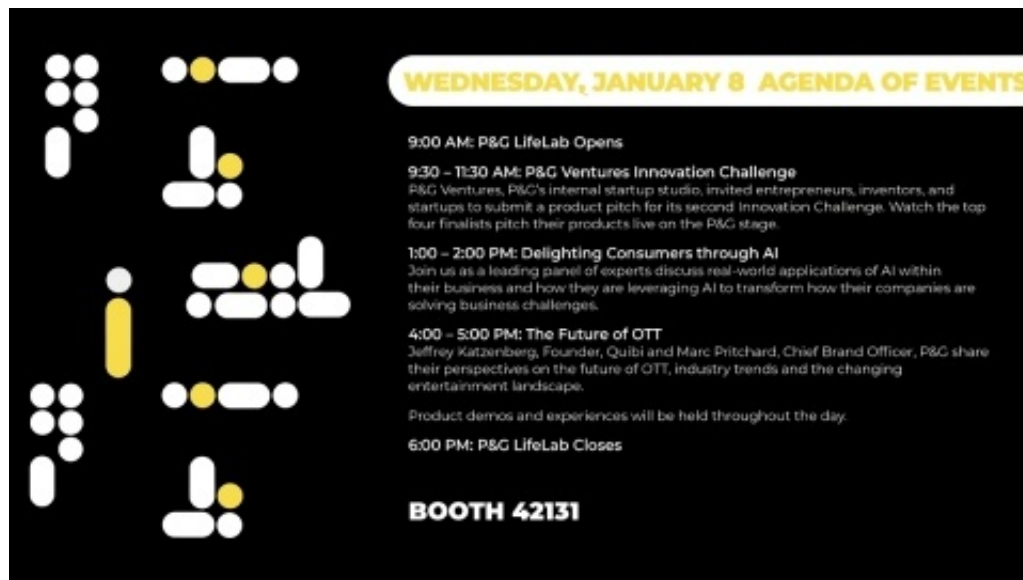 WEDNESDAY, JANUARY 8 AGENDA OF EVENTS
9:00 AM: P&G LifeLab Opens
9:30 – 11:30 AM: P&G Ventures Innovation Challenge
P&G Ventures, P&G's internal startup studio, invited entrepreneurs, inventors, and
startups to submit a product pitch for its second Innovation Challenge. Watch the top
four finalists pitch their products live on the P&G stage.
1:00 – 2:00 PM: Delighting Consumers through AI
Join us as a leading panel of experts discuss real-world applications of AI within
their business and how they are leveraging AI to transform how their companies are
solving business challenges.
4:00 – 5:00 PM: The Future of OTT
Jeffrey Katzenberg, Founder, Quibi and Marc Pritchard, Chief Brand Officer, P&G share
their perspectives on the future of OTT, industry trends and the changing
entertainment landscape.
Product demos and experiences will be held throughout the day.
6:00 PM: P&G LifeLab Closes
BOOTH 42131